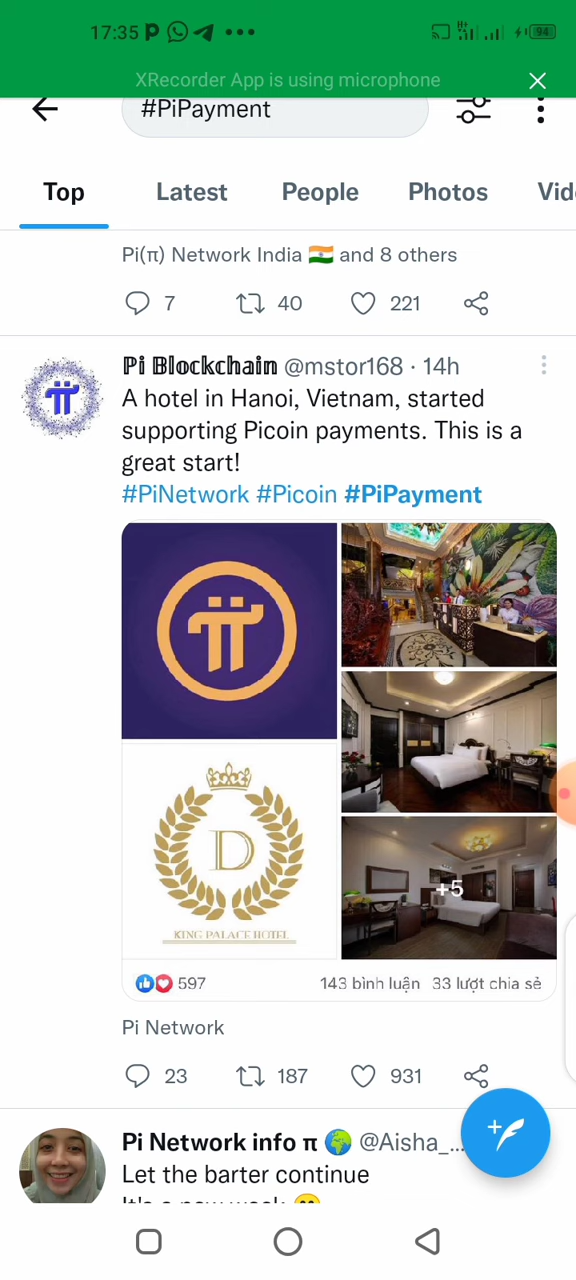 17:35
94
XRecorder App is using microphone
#PiPayment
Top Latest People Photos
Pi(π) Network India 🇮🇳 and 8 others
7 40 221
ℙ𝕚 𝔹𝕝𝕠𝕔𝕜𝕔𝕙𝕒𝕚𝕟 @mstor168 · 14h
A hotel in Hanoi, Vietnam, started
supporting Picoin payments. This is a
great start!
#PiNetwork #Picoin #PiPayment
D
KING PALACE HOTEL
+5
597 143 bình luận 33 lượt chia sẻ
Pi Network
23 187 931
Pi Network info π 🌍 @Aisha_...
Let the barter continue